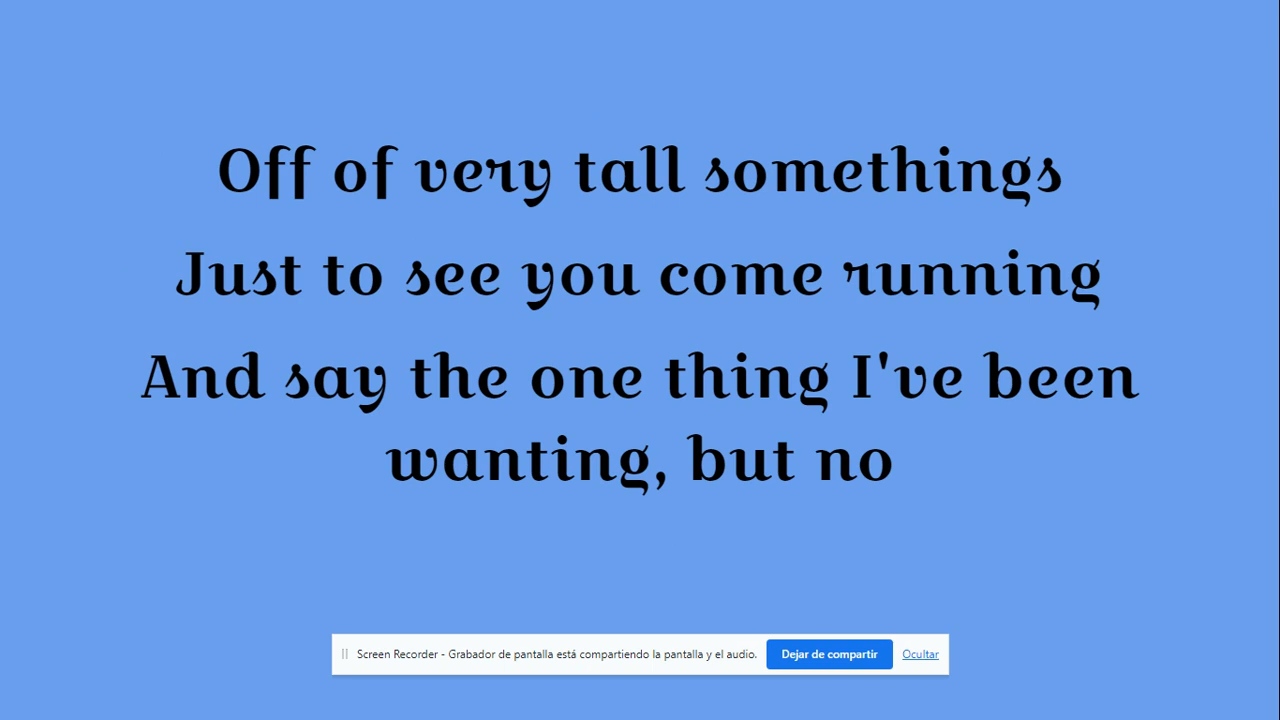 Off of very tall somethings
Just to see you come running
And say the one thing I've been
wanting, but no
Screen Recorder - Grabador de pantalla está compartiendo la pantalla y el audio. Dejar de compartir Ocultar